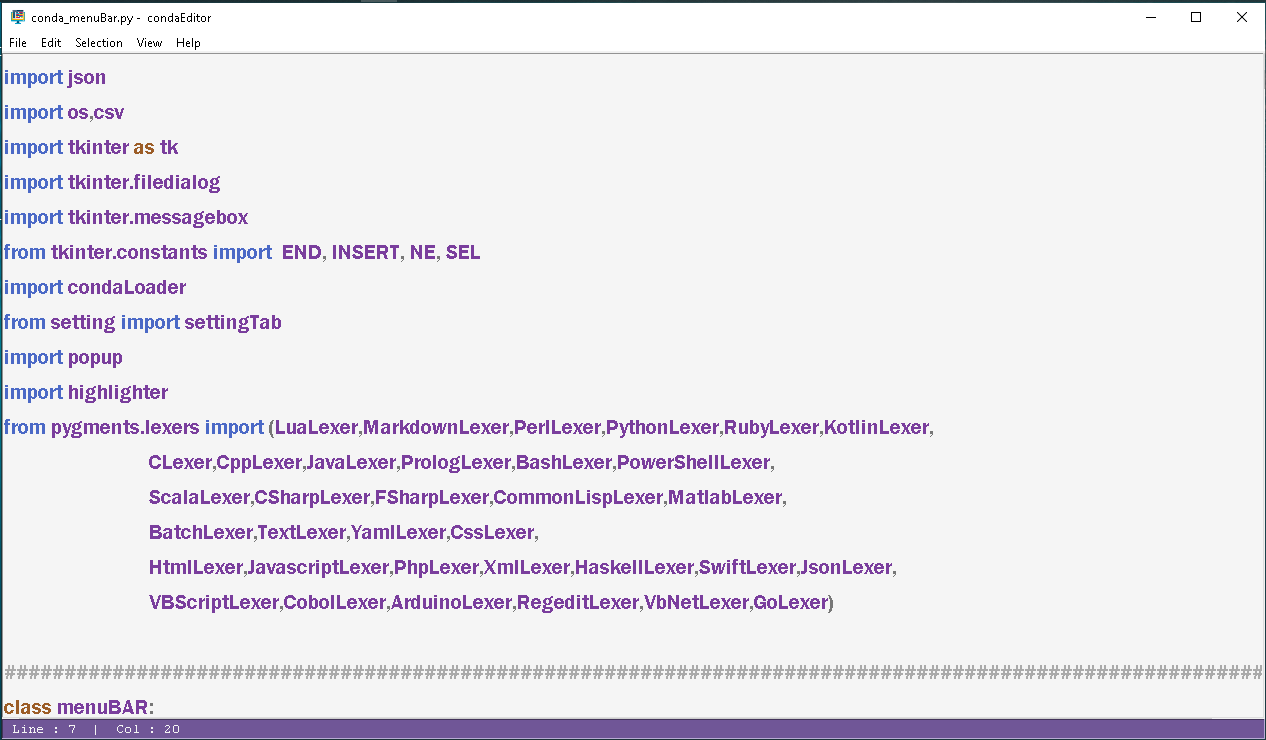 conda_menuBar.py - condaEditor
File Edit Selection View Help
import json
import os,csv
import tkinter as tk
import tkinter.filedialog
import tkinter.messagebox
from tkinter.constants import  END, INSERT, NE, SEL
import condaLoader
from setting import settingTab
import popup
import highlighter
from pygments.lexers import (LuaLexer,MarkdownLexer,PerlLexer,PythonLexer,RubyLexer,KotlinLexer,
CLexer,CppLexer,JavaLexer,PrologLexer,BashLexer,PowerShellLexer,
ScalaLexer,CSharpLexer,FSharpLexer,CommonLispLexer,MatlabLexer,
BatchLexer,TextLexer,YamlLexer,CssLexer,
HtmlLexer,JavascriptLexer,PhpLexer,XmlLexer,HaskellLexer,SwiftLexer,JsonLexer,
VBScriptLexer,CobolLexer,ArduinoLexer,RegeditLexer,VbNetLexer,GoLexer)
####################################################################################################
class menuBAR:
Line : 7 | Col : 20